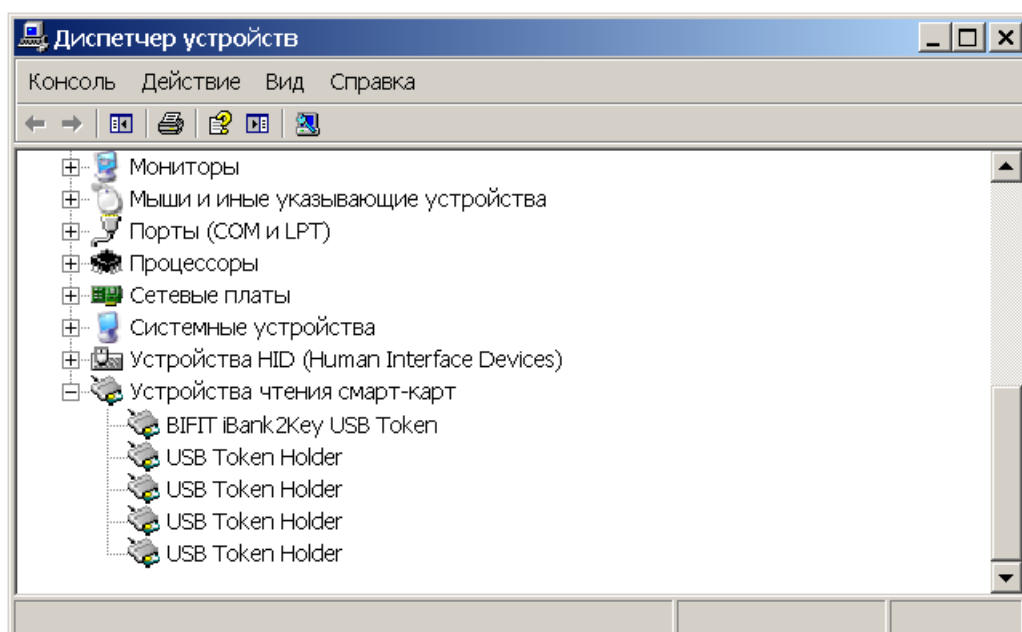 Диспетчер устройств
Консоль Действие Вид Справка
Мониторы
Мыши и иные указывающие устройства
Порты (COM и LPT)
Процессоры
Сетевые платы
Системные устройства
Устройства HID (Human Interface Devices)
Устройства чтения смарт-карт
BIFIT iBank2Key USB Token
USB Token Holder
USB Token Holder
USB Token Holder
USB Token Holder